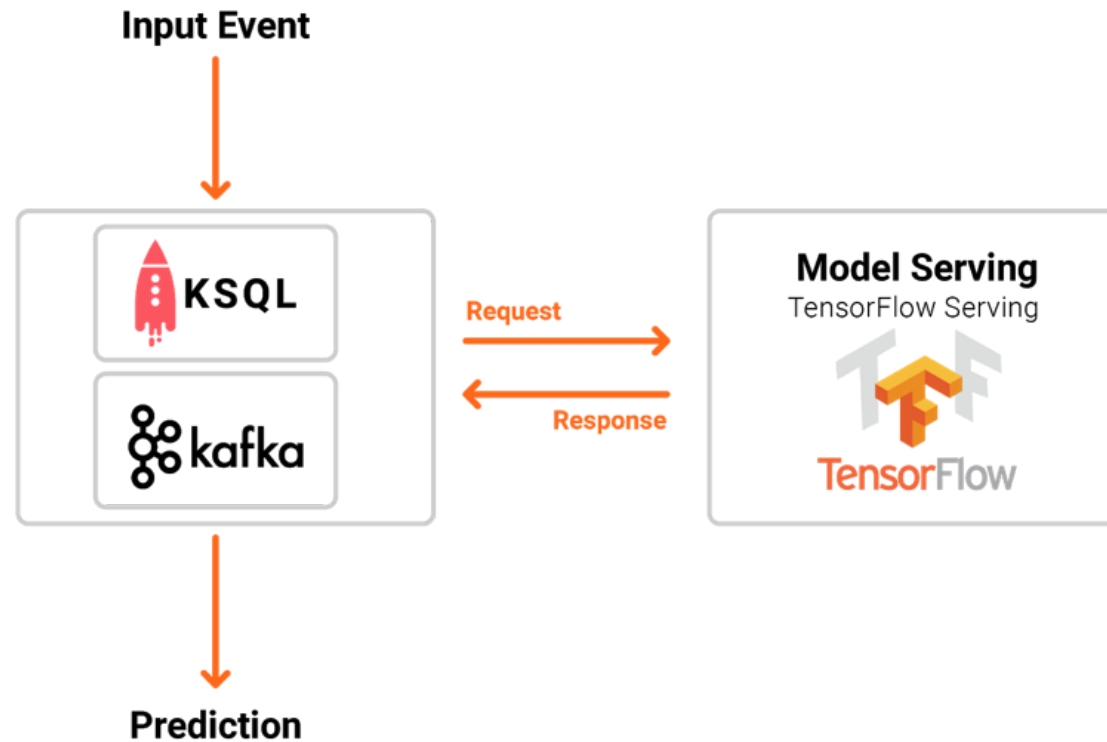 Input Event
KSQL
kafka
Request
Response
Model Serving
TensorFlow Serving
TensorFlow
Prediction